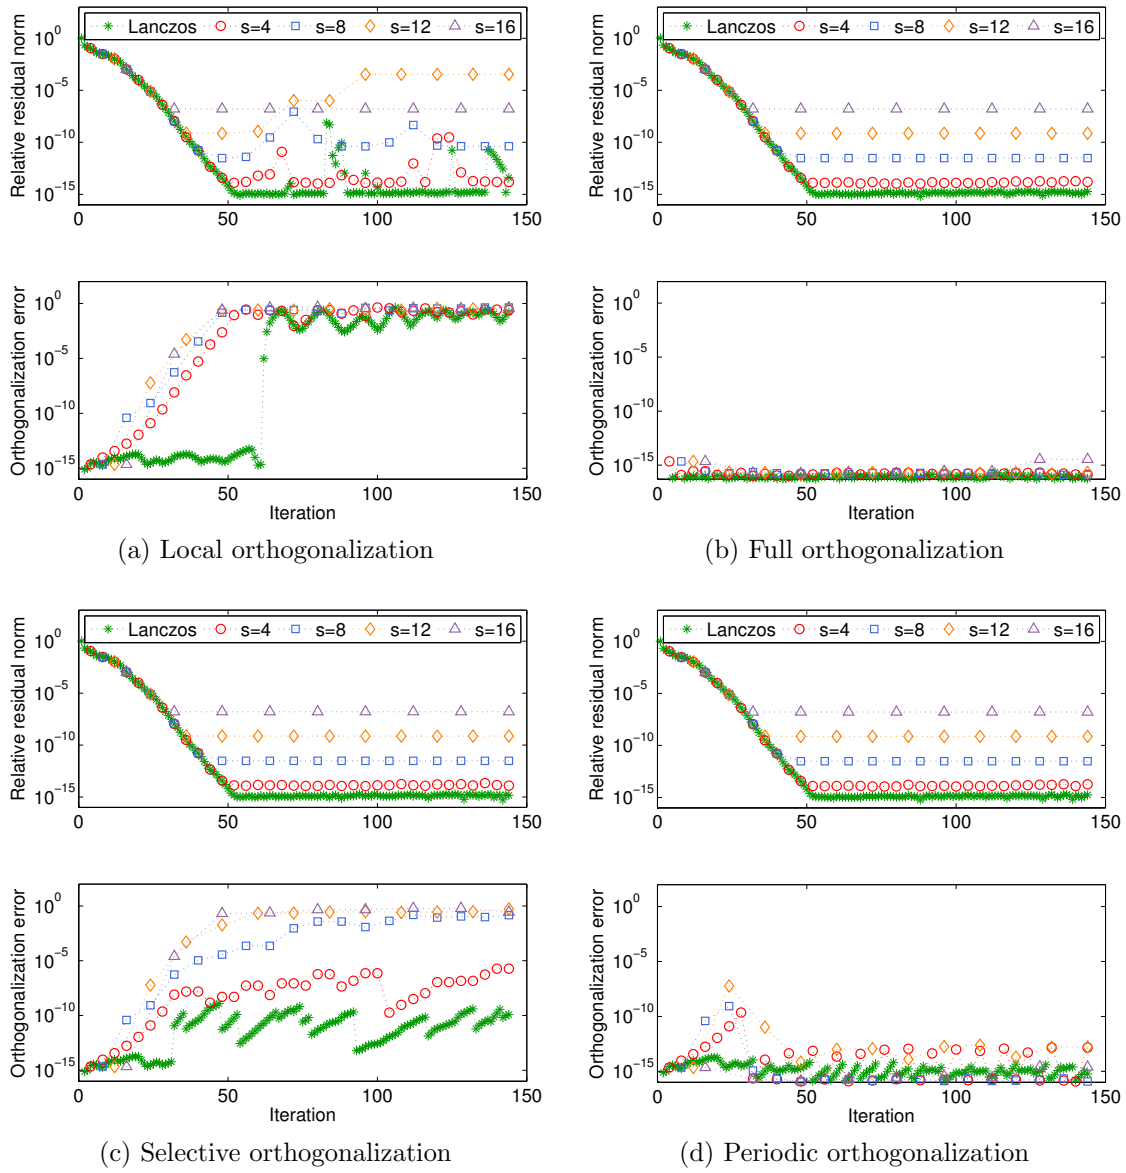 Lanczos s=4 s=8 s=12 s=16
Relative residual norm
10^0
10^−5
10^−10
10^−15
0 50 100 150
Orthogonalization error
10^0
10^−5
10^−10
10^−15
0 50 100 150
Iteration
(a) Local orthogonalization
Lanczos s=4 s=8 s=12 s=16
Relative residual norm
10^0
10^−5
10^−10
10^−15
0 50 100 150
Orthogonalization error
10^0
10^−5
10^−10
10^−15
0 50 100 150
Iteration
(b) Full orthogonalization
Lanczos s=4 s=8 s=12 s=16
Relative residual norm
10^0
10^−5
10^−10
10^−15
0 50 100 150
Orthogonalization error
10^0
10^−5
10^−10
10^−15
0 50 100 150
Iteration
(c) Selective orthogonalization
Lanczos s=4 s=8 s=12 s=16
Relative residual norm
10^0
10^−5
10^−10
10^−15
0 50 100 150
Orthogonalization error
10^0
10^−5
10^−10
10^−15
0 50 100 150
Iteration
(d) Periodic orthogonalization